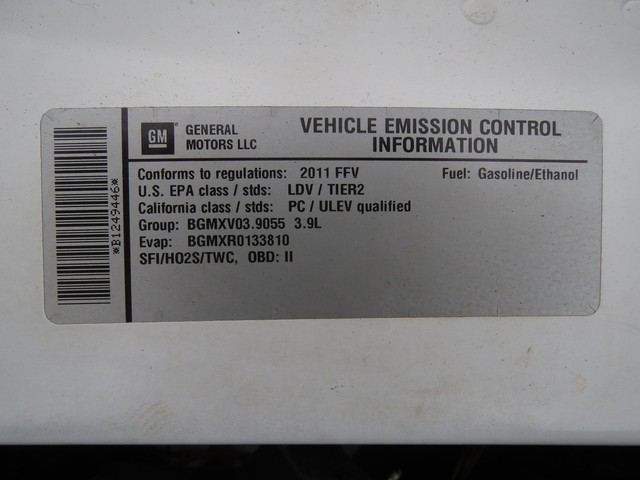 *B1249446*
GM
GENERAL MOTORS LLC
VEHICLE EMISSION CONTROL INFORMATION
Conforms to regulations: 2011 FFV
Fuel: Gasoline/Ethanol
U.S. EPA class / stds: LDV / TIER2
California class / stds: PC / ULEV qualified
Group: BGMXV03.9055 3.9L
Evap: BGMXR0133810
SFI/HO2S/TWC, OBD: II